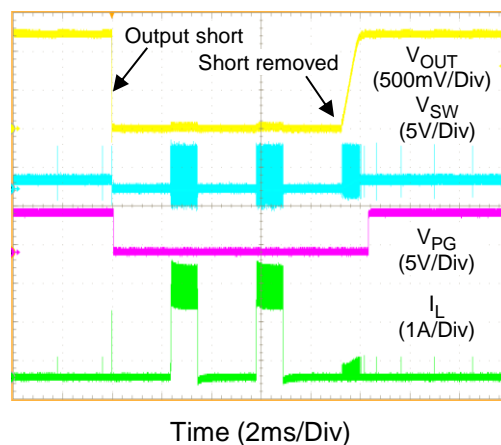 Output short
Short removed
VOUT
(500mV/Div)
VSW
(5V/Div)
VPG
(5V/Div)
IL
(1A/Div)
Time (2ms/Div)